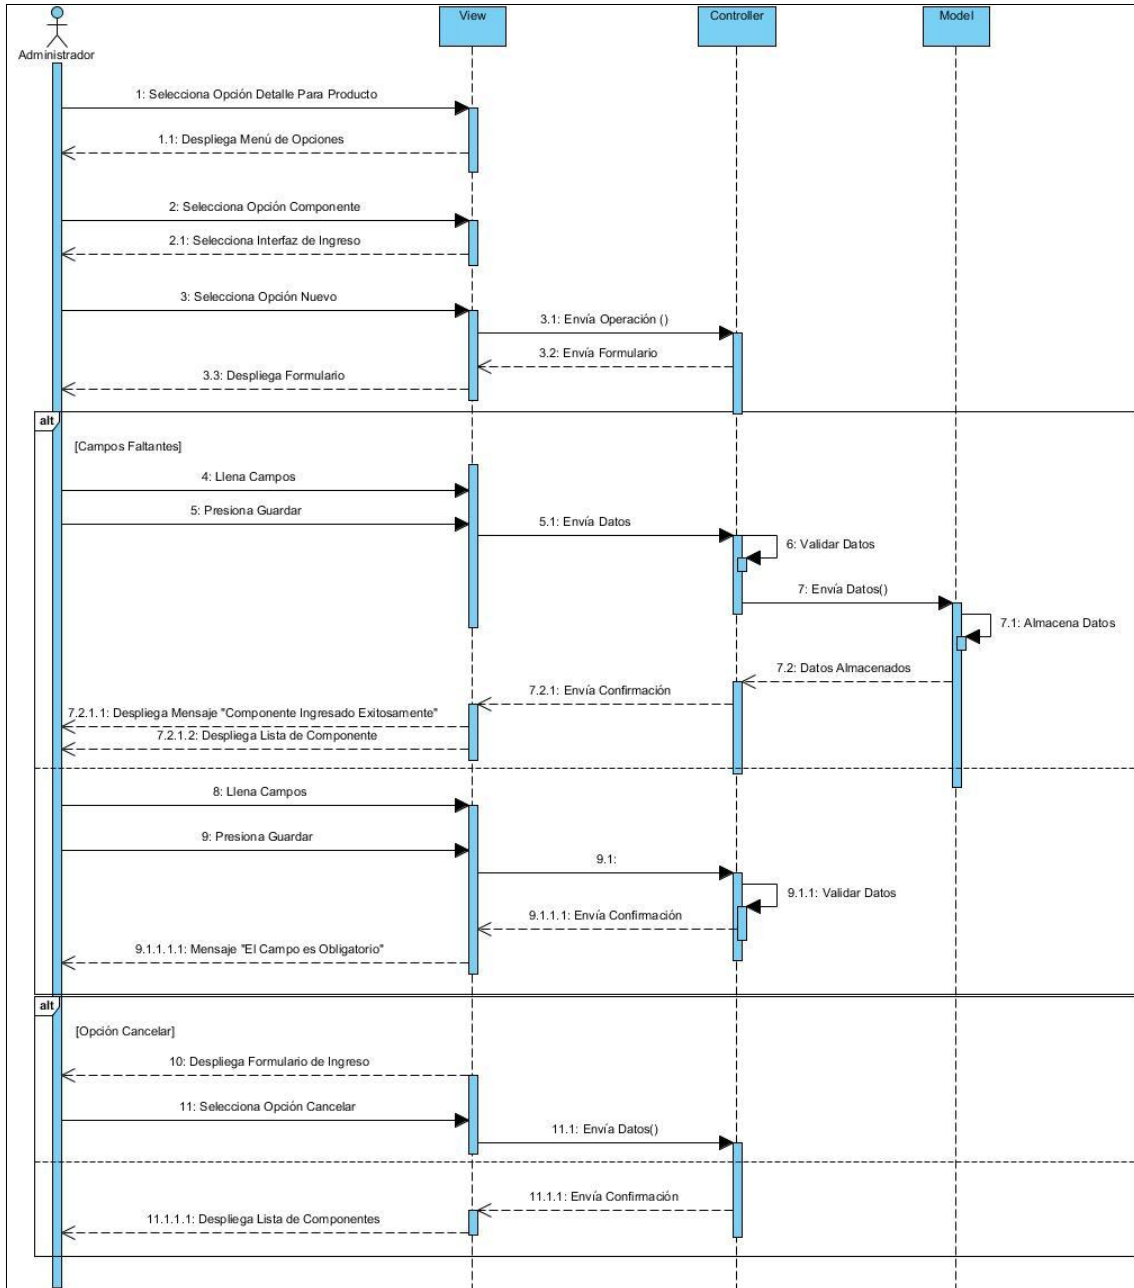 View
Controller
Model
Administrador
1: Selecciona Opción Detalle Para Producto
1.1: Despliega Menú de Opciones
2: Selecciona Opción Componente
2.1: Selecciona Interfaz de Ingreso
3: Selecciona Opción Nuevo
3.1: Envía Operación ()
3.2: Envía Formulario
3.3: Despliega Formulario
alt
[Campos Faltantes]
4: Llena Campos
5: Presiona Guardar
5.1: Envía Datos
6: Validar Datos
7: Envía Datos()
7.1: Almacena Datos
7.2: Datos Almacenados
7.2.1: Envía Confirmación
7.2.1.1: Despliega Mensaje "Componente Ingresado Exitosamente"
7.2.1.2: Despliega Lista de Componente
8: Llena Campos
9: Presiona Guardar
9.1:
9.1.1: Validar Datos
9.1.1.1: Envía Confirmación
9.1.1.1.1: Mensaje "El Campo es Obligatorio"
alt
[Opción Cancelar]
10: Despliega Formulario de Ingreso
11: Selecciona Opción Cancelar
11.1: Envía Datos()
11.1.1: Envía Confirmación
11.1.1.1: Despliega Lista de Componentes